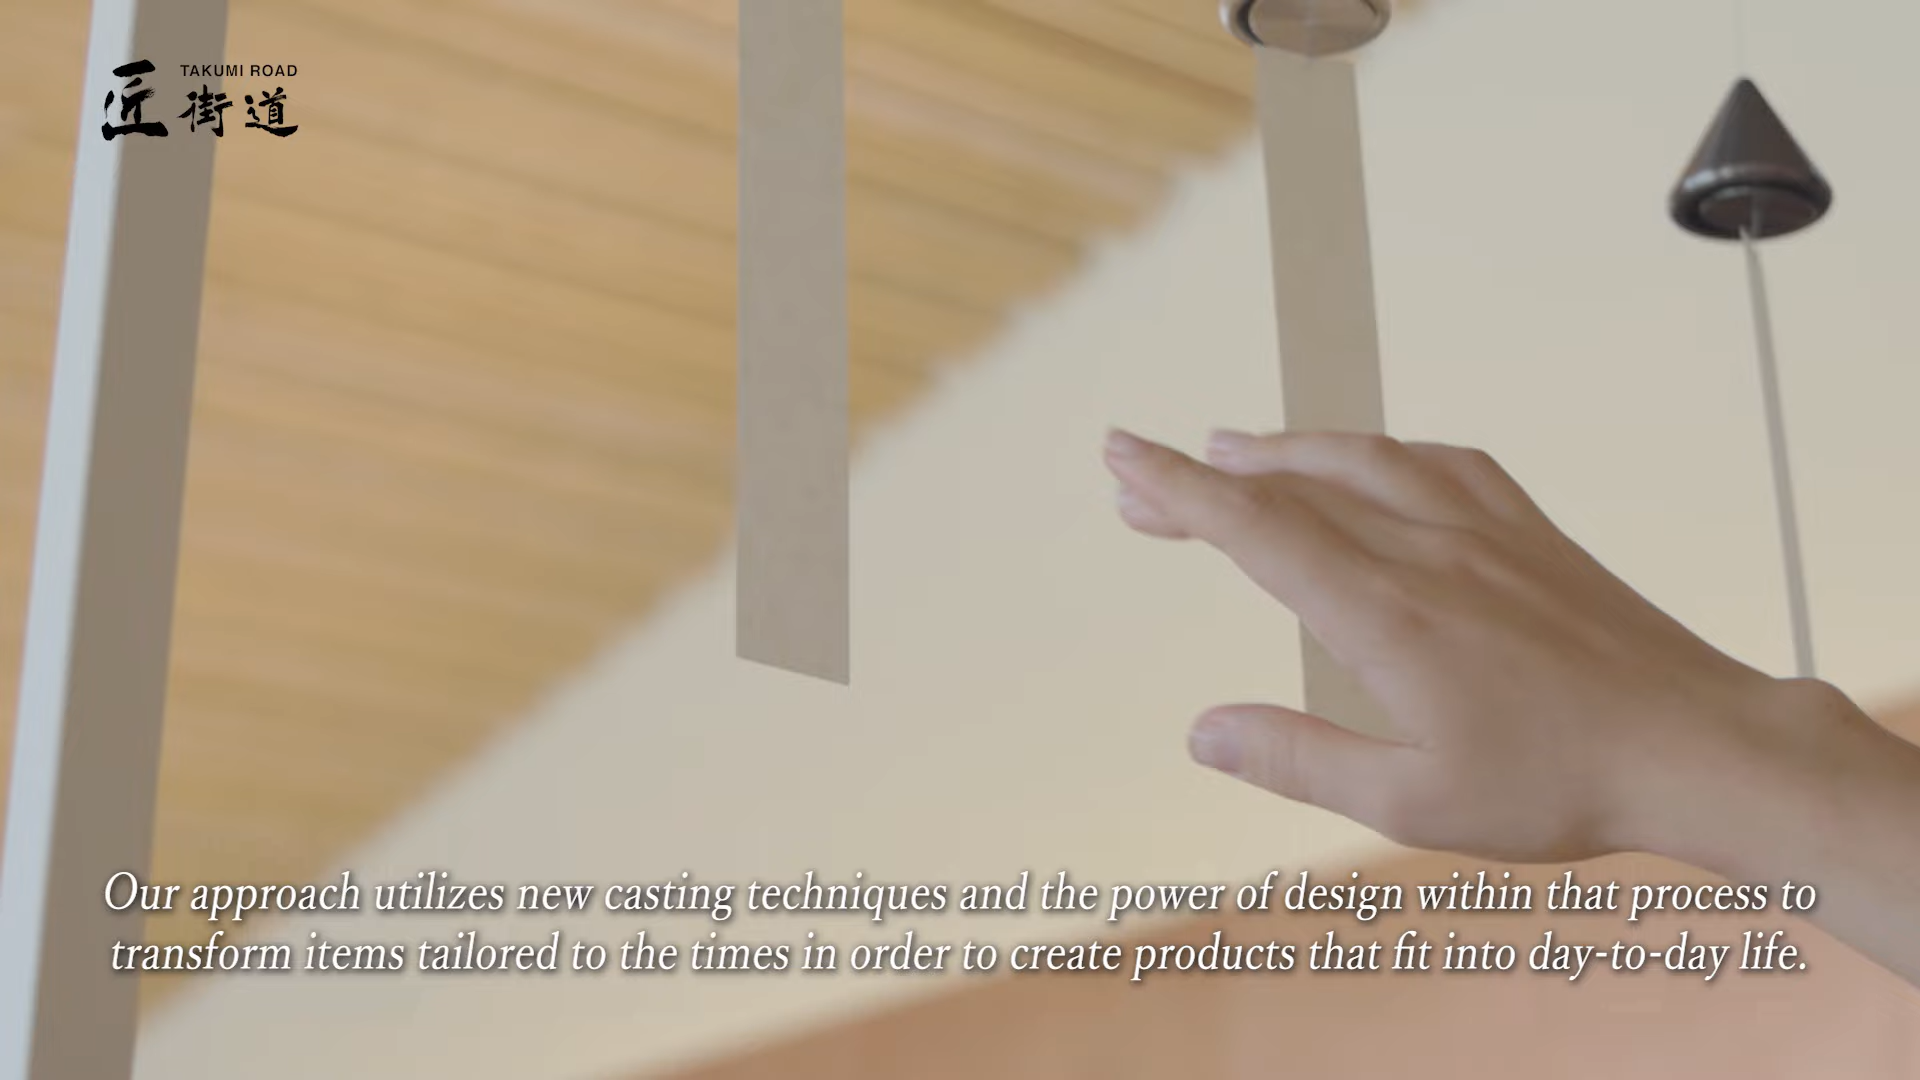 TAKUMI ROAD
匠街道
Our approach utilizes new casting techniques and the power of design within that process to
transform items tailored to the times in order to create products that fit into day-to-day life.